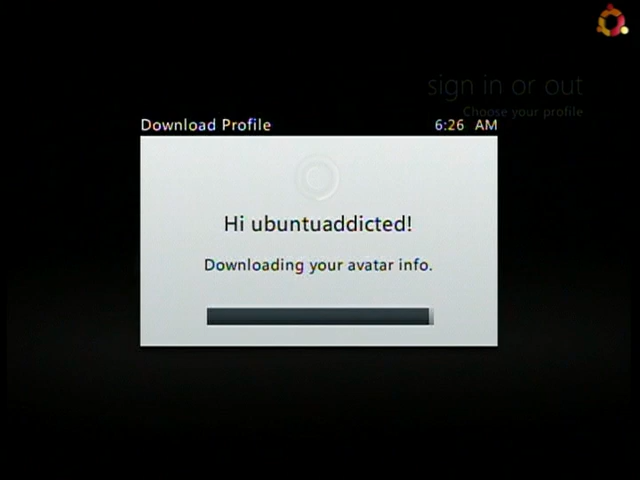 sign in or out
Choose your profile
Download Profile 6:26 AM
Hi ubuntuaddicted!
Downloading your avatar info.